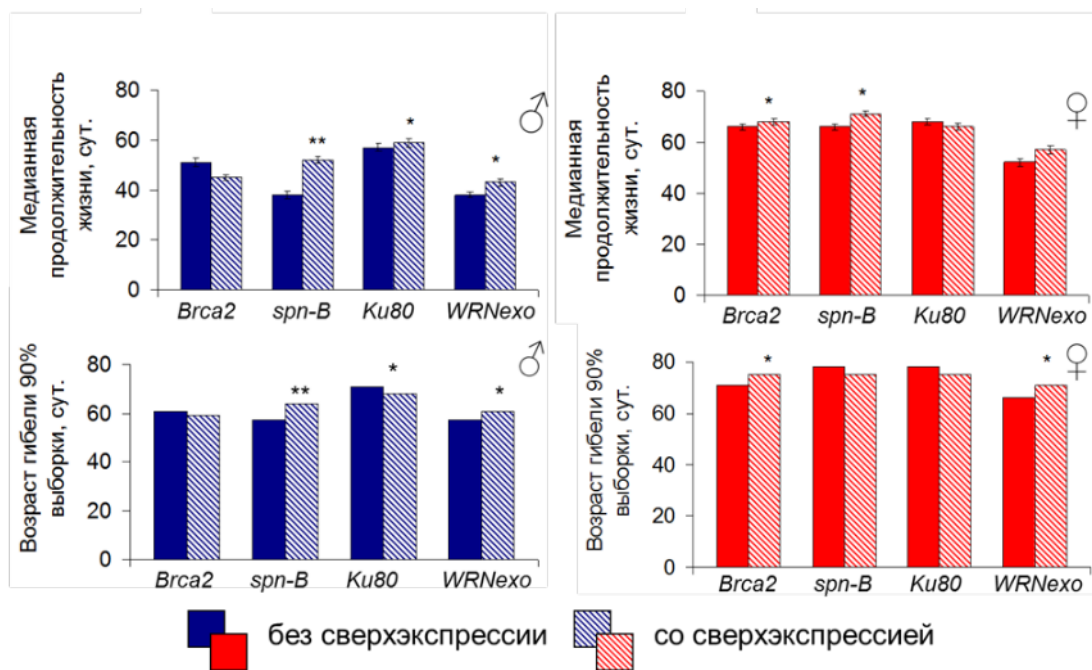 Медианная
продолжительность
жизни, сут.
80
60
40
20
0
**
*
*
♂
Brca2 spn-B Ku80 WRNexo
Медианная
продолжительность
жизни, сут.
80
60
40
20
0
*
*
♀
Brca2 spn-B Ku80 WRNexo
Возраст гибели 90%
выборки, сут.
80
60
40
20
0
**
*
*
♂
Brca2 spn-B Ku80 WRNexo
Возраст гибели 90%
выборки, сут.
80
60
40
20
0
*
*
♀
Brca2 spn-B Ku80 WRNexo
без сверхэкспрессии
со сверхэкспрессией